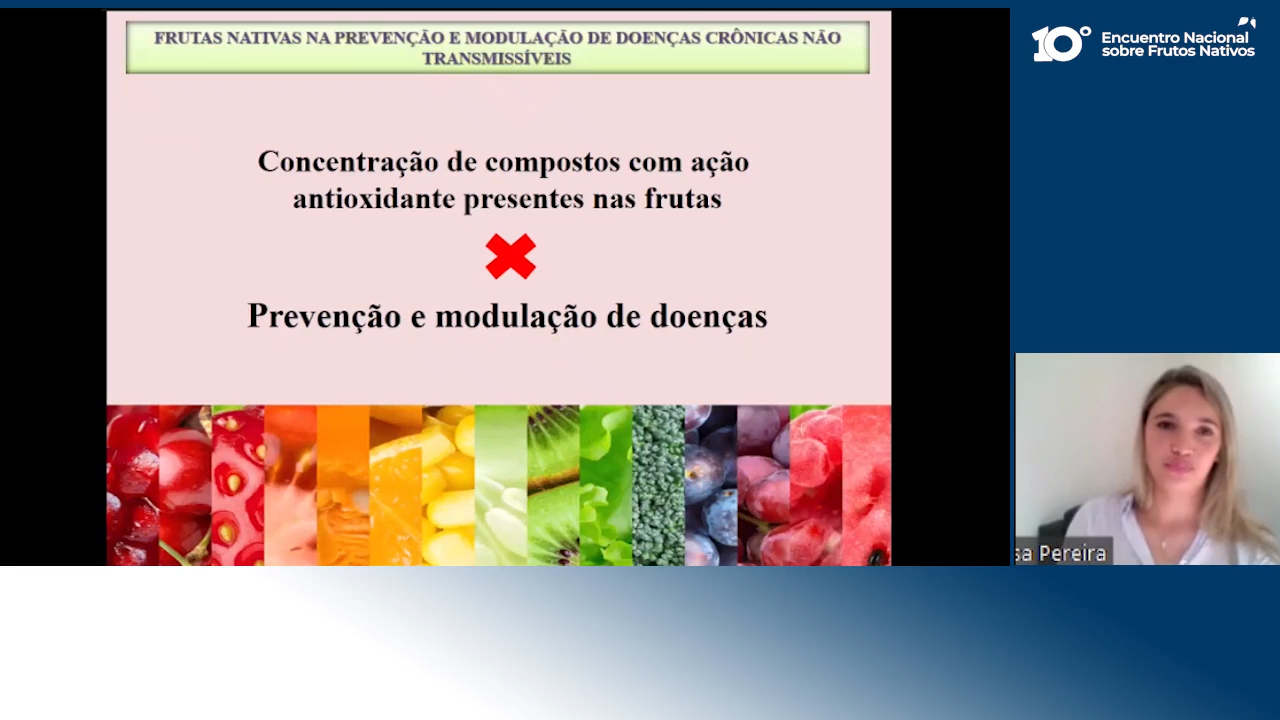 FRUTAS NATIVAS NA PREVENÇÃO E MODULAÇÃO DE DOENÇAS CRÔNICAS NÃO
TRANSMISSÍVEIS
10° Encuentro Nacional
sobre Frutos Nativos
Concentração de compostos com ação
antioxidante presentes nas frutas
Prevenção e modulação de doenças
sa Pereira